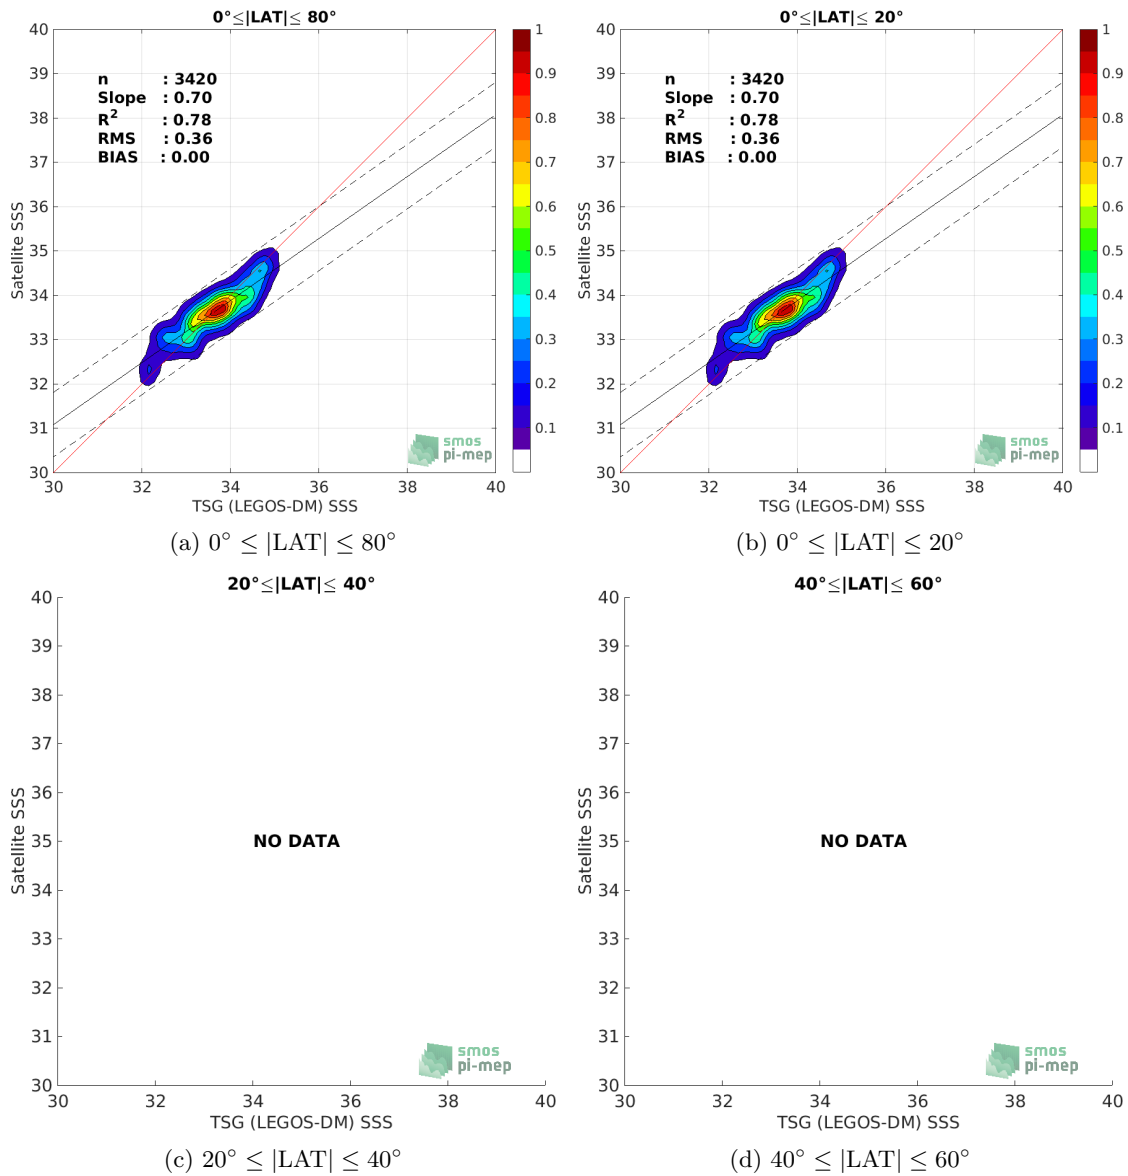 0°≤|LAT|≤ 80°
40
39
38
37
36
35
34
33
32
31
30
Satellite SSS
n : 3420
Slope : 0.70
R2 : 0.78
RMS : 0.36
BIAS : 0.00
smos
pi-mep
30 32 34 36 38 40
TSG (LEGOS-DM) SSS
1
0.9
0.8
0.7
0.6
0.5
0.4
0.3
0.2
0.1
(a) 0° ≤ |LAT| ≤ 80°
0°≤|LAT|≤ 20°
40
39
38
37
36
35
34
33
32
31
30
Satellite SSS
n : 3420
Slope : 0.70
R2 : 0.78
RMS : 0.36
BIAS : 0.00
smos
pi-mep
30 32 34 36 38 40
TSG (LEGOS-DM) SSS
1
0.9
0.8
0.7
0.6
0.5
0.4
0.3
0.2
0.1
(b) 0° ≤ |LAT| ≤ 20°
20°≤|LAT|≤ 40°
40
39
38
37
36
35
34
33
32
31
30
Satellite SSS
NO DATA
smos
pi-mep
30 32 34 36 38 40
TSG (LEGOS-DM) SSS
(c) 20° ≤ |LAT| ≤ 40°
40°≤|LAT|≤ 60°
40
39
38
37
36
35
34
33
32
31
30
Satellite SSS
NO DATA
smos
pi-mep
30 32 34 36 38 40
TSG (LEGOS-DM) SSS
(d) 40° ≤ |LAT| ≤ 60°